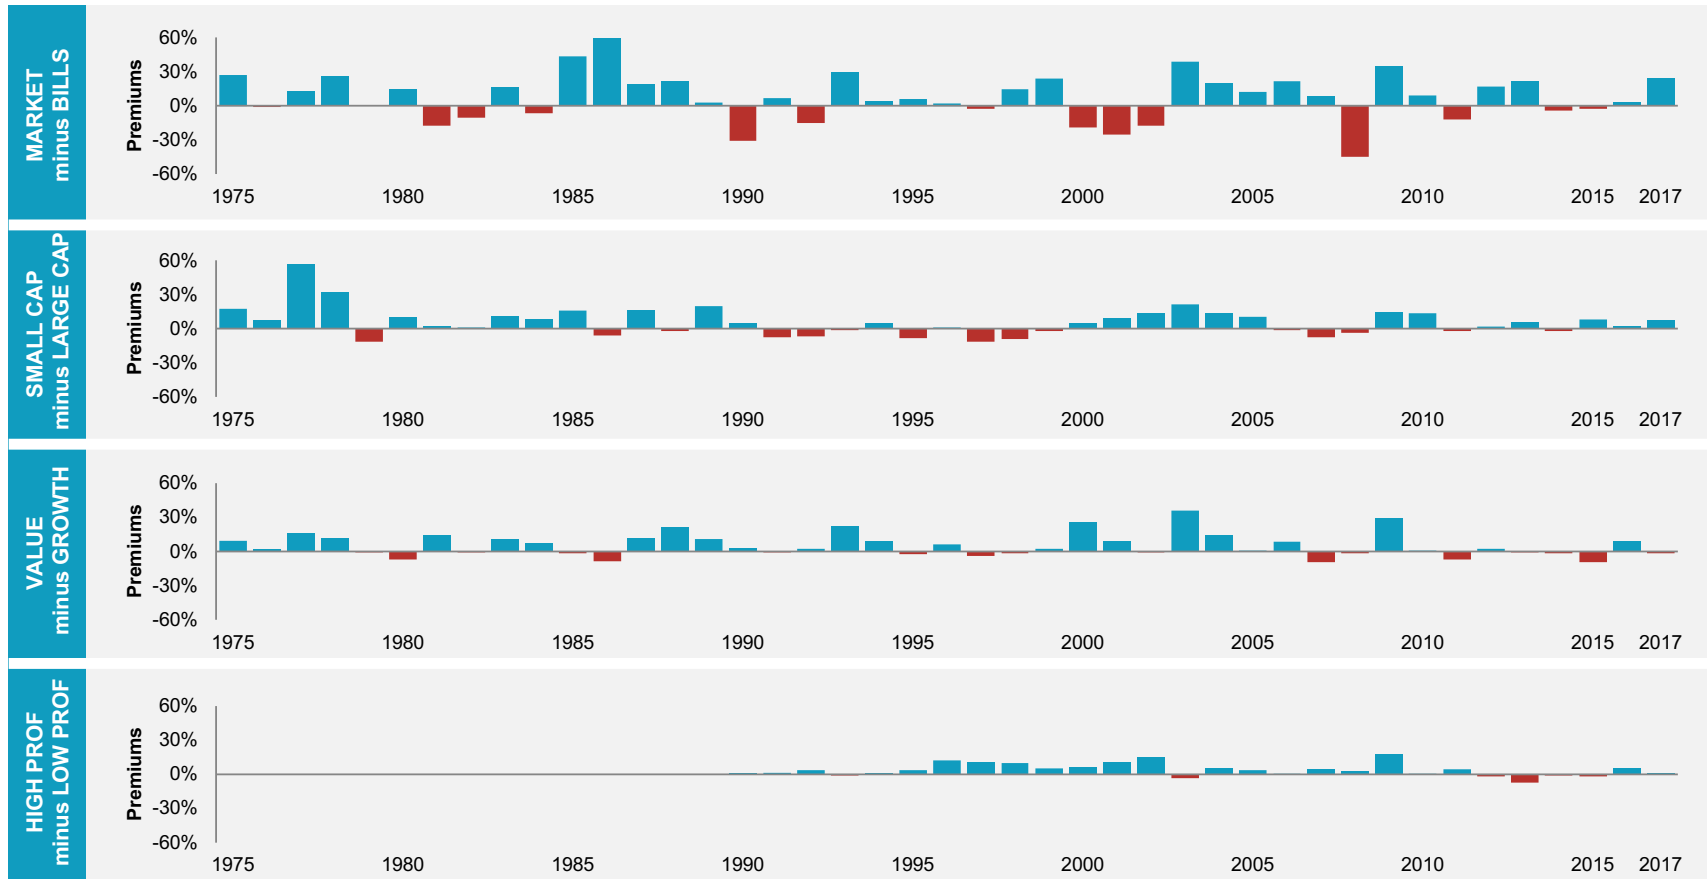 MARKET
minus BILLS
Premiums
60%
30%
0%
-30%
-60%
1975 1980 1985 1990 1995 2000 2005 2010 2015 2017
SMALL CAP
minus LARGE CAP
Premiums
60%
30%
0%
-30%
-60%
1975 1980 1985 1990 1995 2000 2005 2010 2015 2017
VALUE
minus GROWTH
Premiums
60%
30%
0%
-30%
-60%
1975 1980 1985 1990 1995 2000 2005 2010 2015 2017
HIGH PROF
minus LOW PROF
Premiums
60%
30%
0%
-30%
-60%
1975 1980 1985 1990 1995 2000 2005 2010 2015 2017